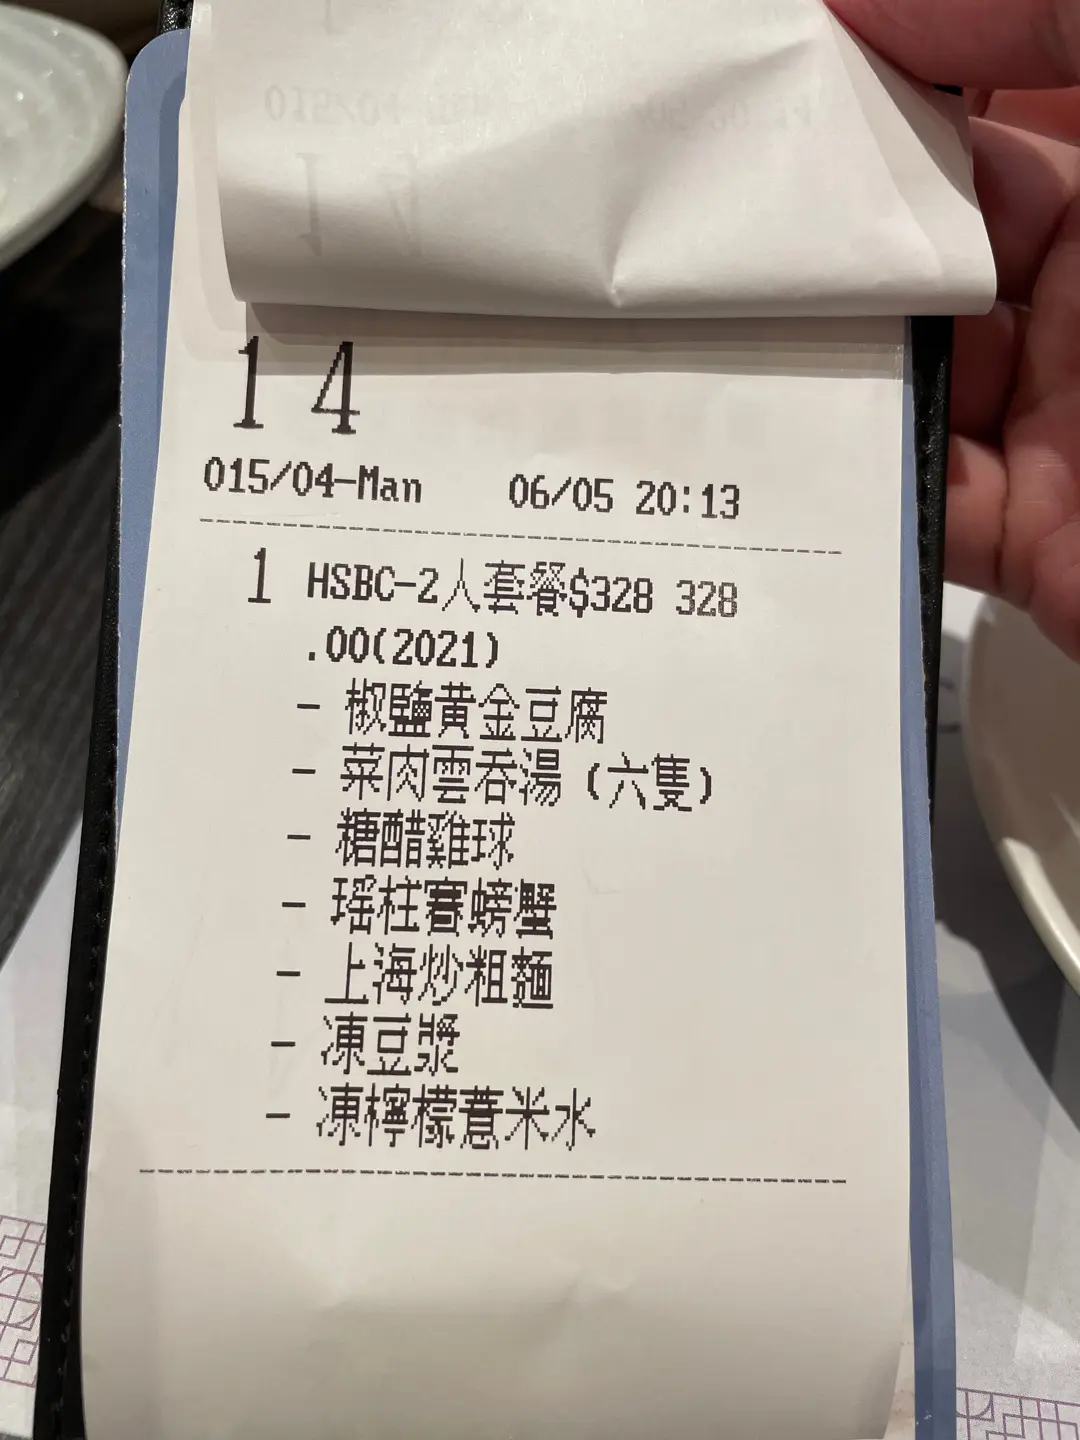 14
015/04-Man 06/05 20:13
1 HSBC-2人套餐$328 328
.00(2021)
- 椒鹽黄金豆腐
- 菜肉雲吞湯 (六隻)
- 糖醋雞球
- 瑶柱賽螃蟹
- 上海炒粗麵
- 凍豆漿
- 凍檸檬薏米水